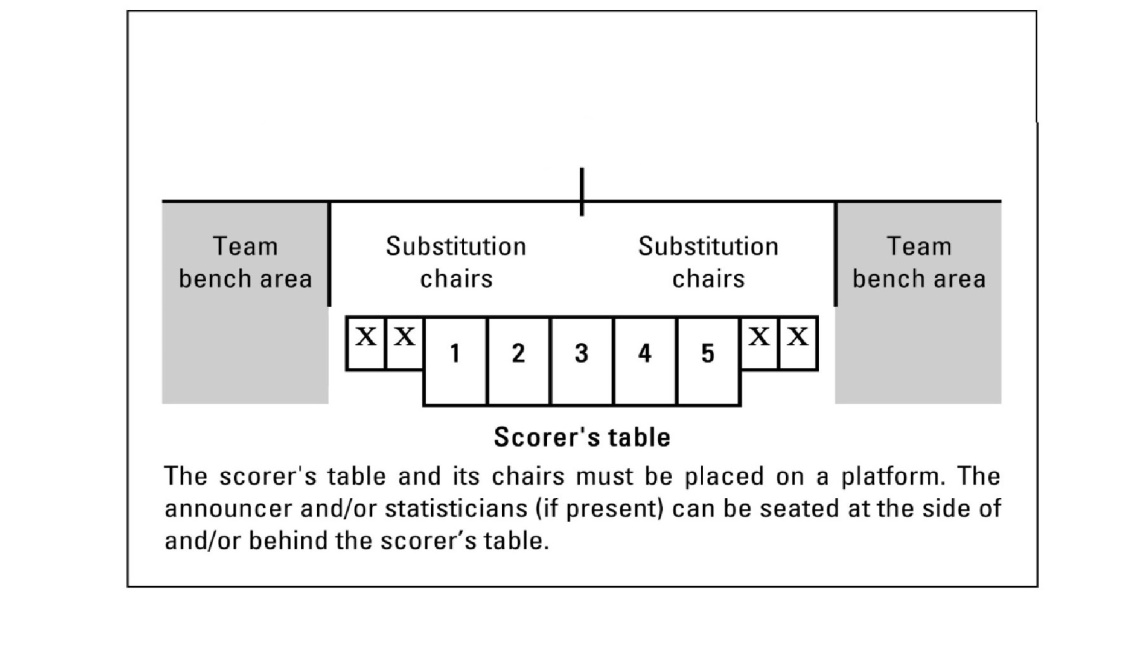 Team Substitution Substitution Team
bench area chairs chairs bench area
X X 1 2 3 4 5 X X
Scorer's table
The scorer's table and its chairs must be placed on a platform. The
announcer and/or statisticians (if present) can be seated at the side of
and/or behind the scorer’s table.